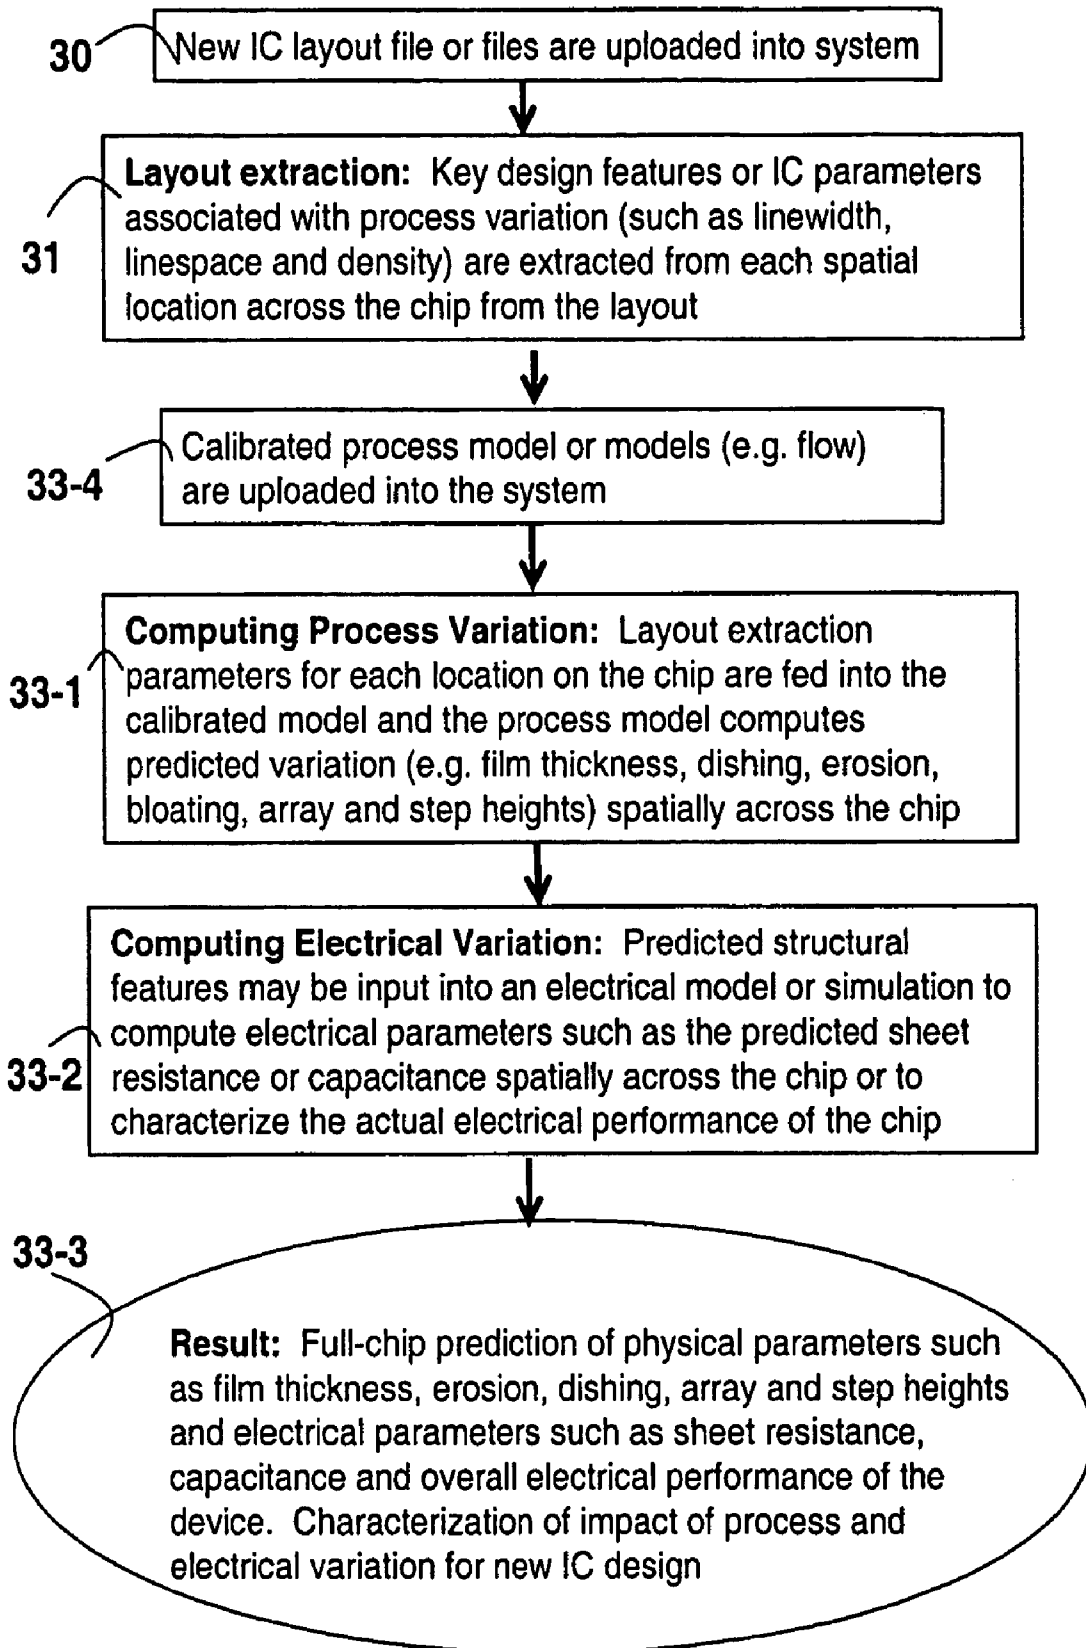 30
New IC layout file or files are uploaded into system
Layout extraction: Key design features or IC parameters
associated with process variation (such as linewidth,
linespace and density) are extracted from each spatial
location across the chip from the layout
31
Calibrated process model or models (e.g. flow)
are uploaded into the system
33-4
Computing Process Variation: Layout extraction
parameters for each location on the chip are fed into the
calibrated model and the process model computes
predicted variation (e.g. film thickness, dishing, erosion,
bloating, array and step heights) spatially across the chip
33-1
Computing Electrical Variation: Predicted structural
features may be input into an electrical model or simulation to
compute electrical parameters such as the predicted sheet
resistance or capacitance spatially across the chip or to
characterize the actual electrical performance of the chip
33-2
33-3
Result: Full-chip prediction of physical parameters such
as film thickness, erosion, dishing, array and step heights
and electrical parameters such as sheet resistance,
capacitance and overall electrical performance of the
device. Characterization of impact of process and
electrical variation for new IC design